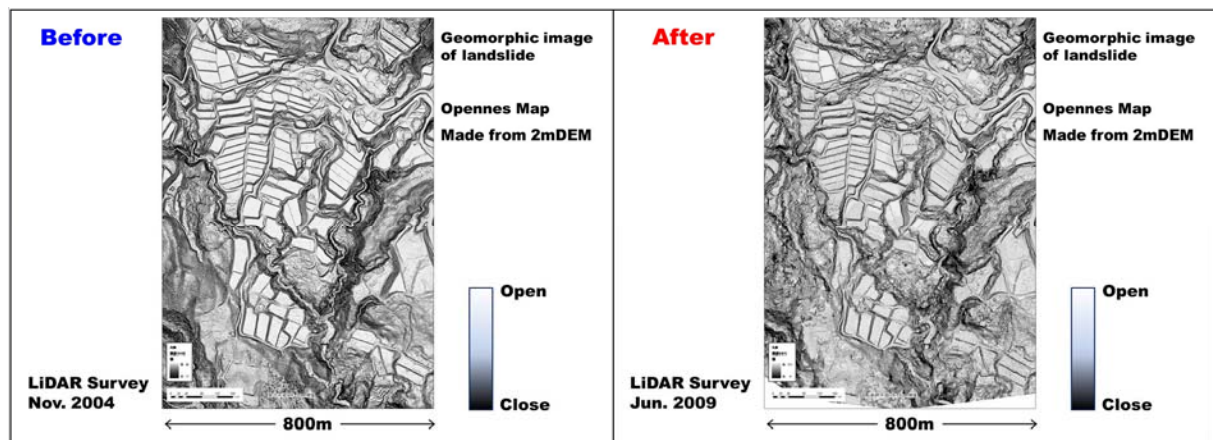 Before
Geomorphic image
of landslide
Opennes Map
Made from 2mDEM
Open
Close
LiDAR Survey
Nov. 2004
800m
After
Geomorphic image
of landslide
Opennes Map
Made from 2mDEM
Open
Close
LiDAR Survey
Jun. 2009
800m